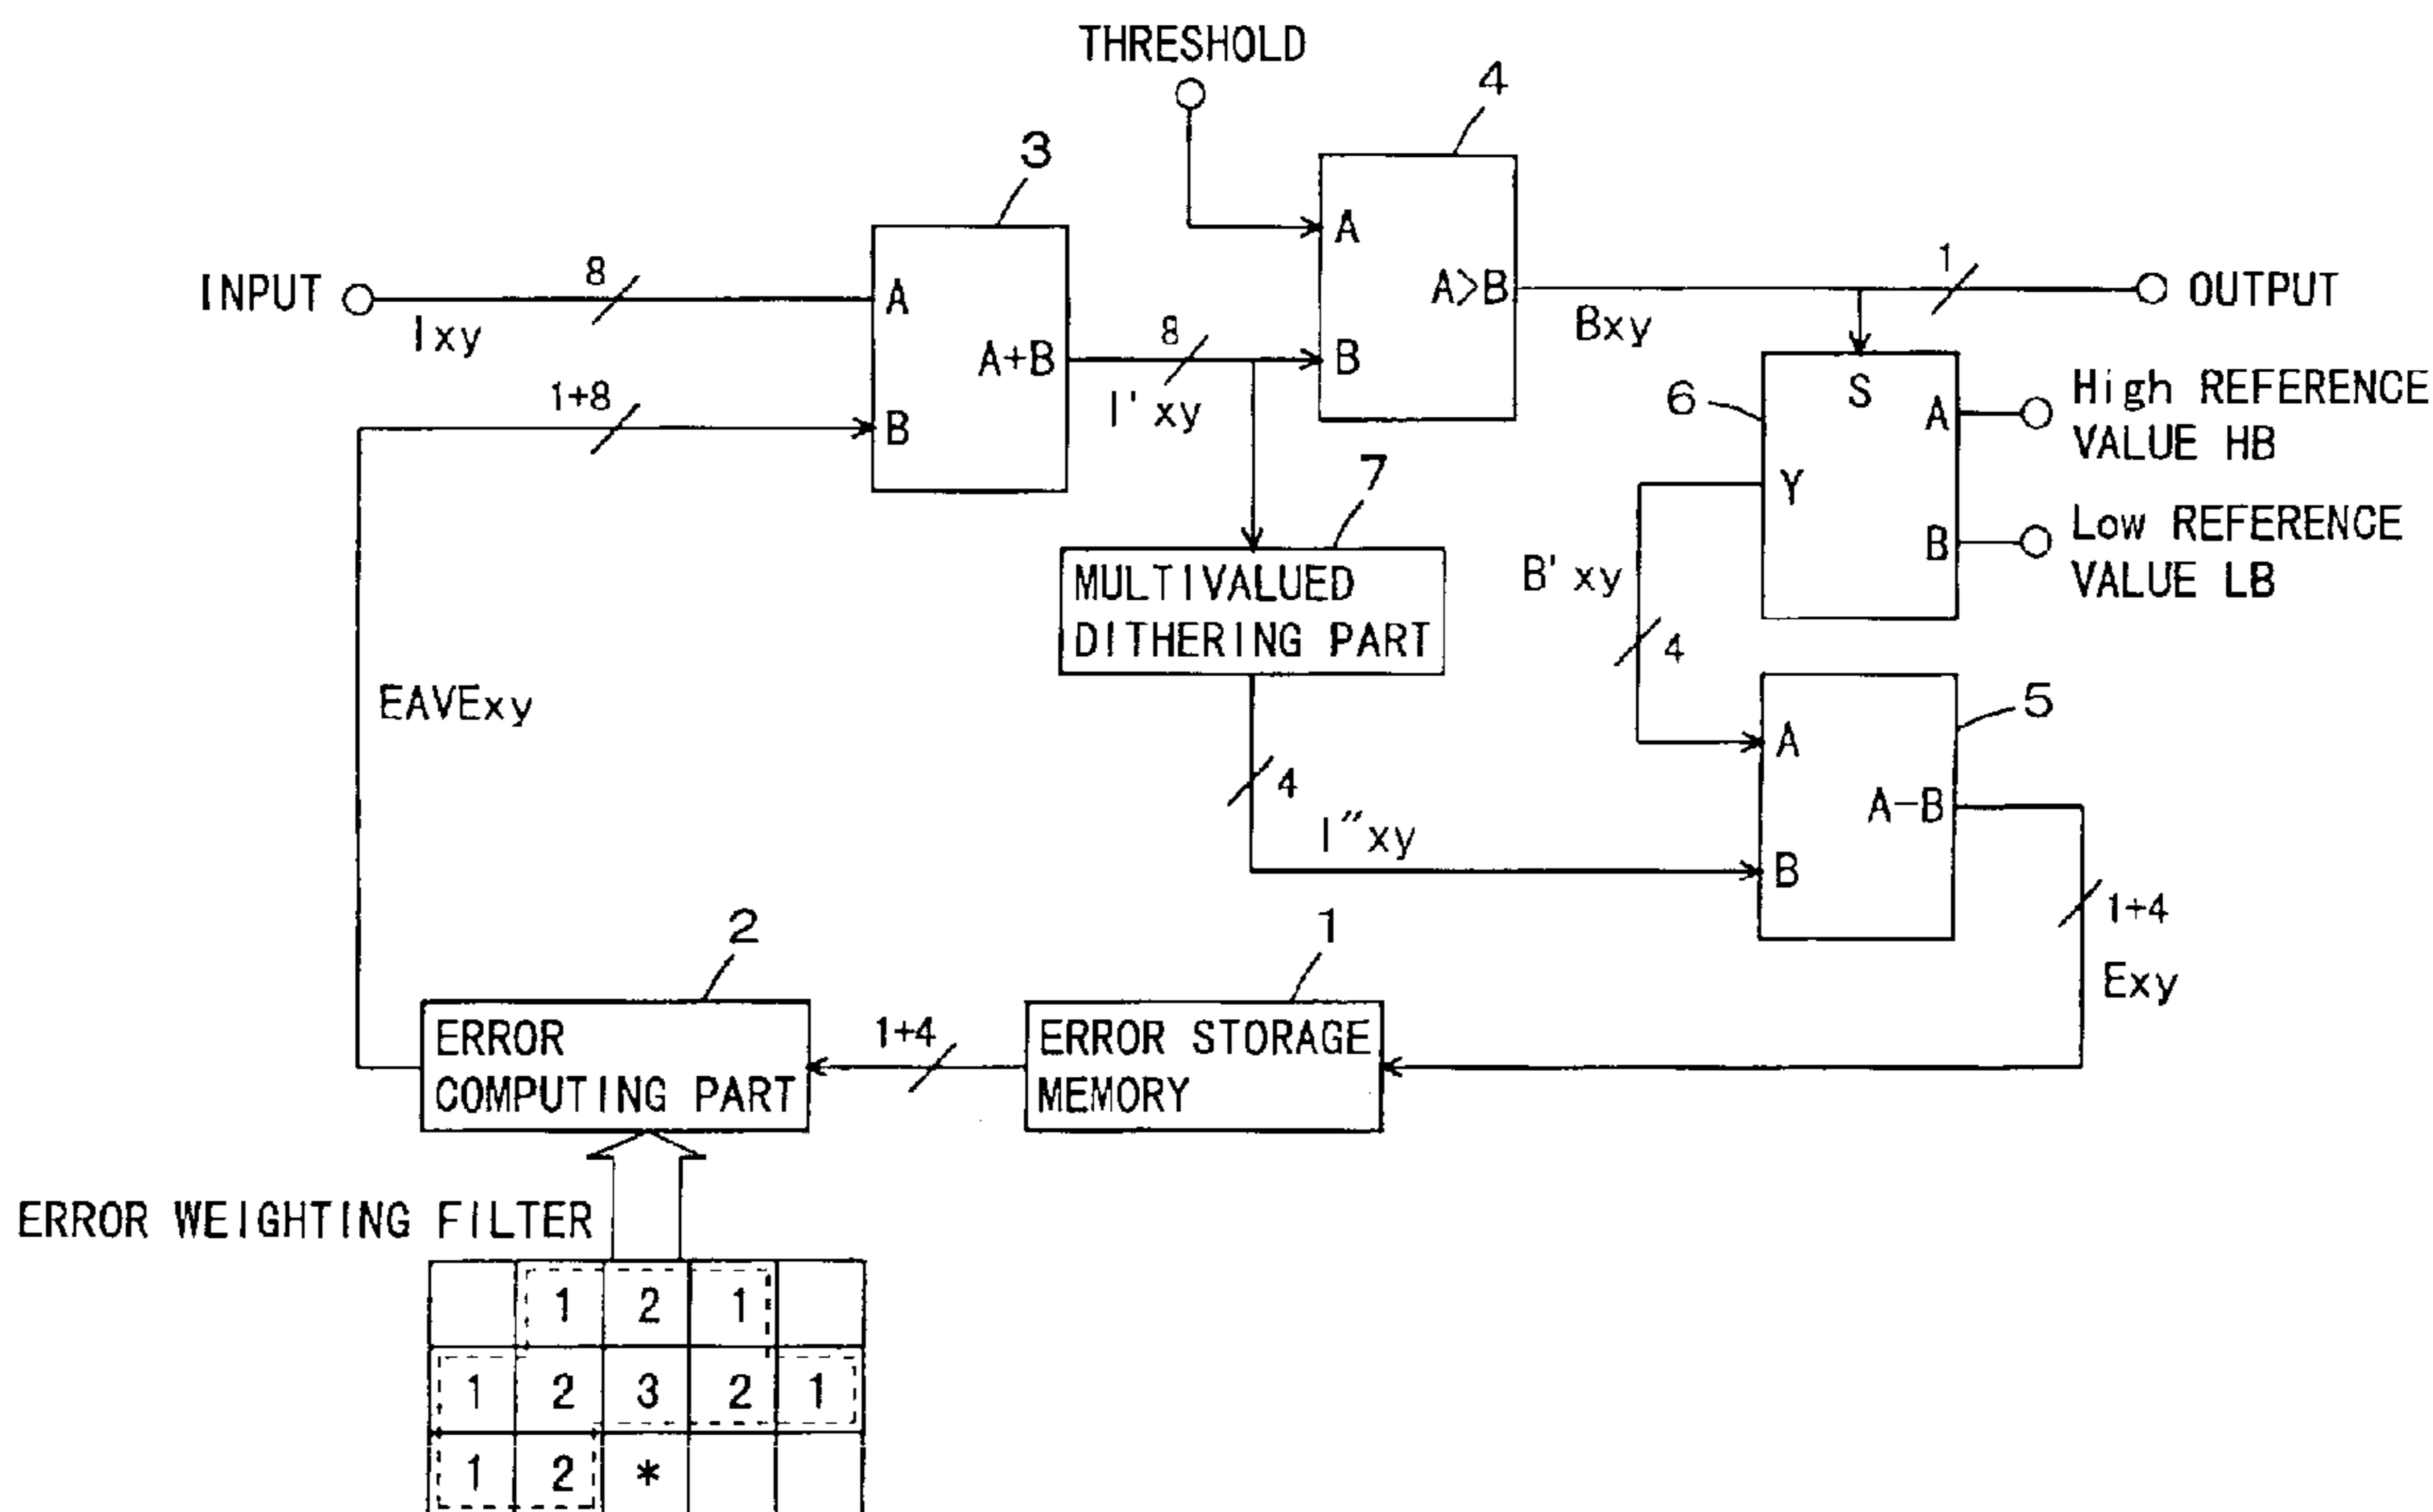 THRESHOLD
4
3
A
8
1
INPUT
A
A>B
OUTPUT
Ixy
8
Bxy
A+B
B
S
High REFERENCE
1+8
I'xy
6
A
VALUE HB
B
7
Y
Low REFERENCE
B
VALUE LB
B'xy
MULTIVALUED
DITHERING PART
4
5
EAVExy
A
4
A-B
I"xy
B
1+4
2
1
Exy
ERROR
COMPUTING PART
1+4
ERROR STORAGE
MEMORY
ERROR WEIGHTING FILTER
1 2 1
1 2 3 2 1
1 2 *